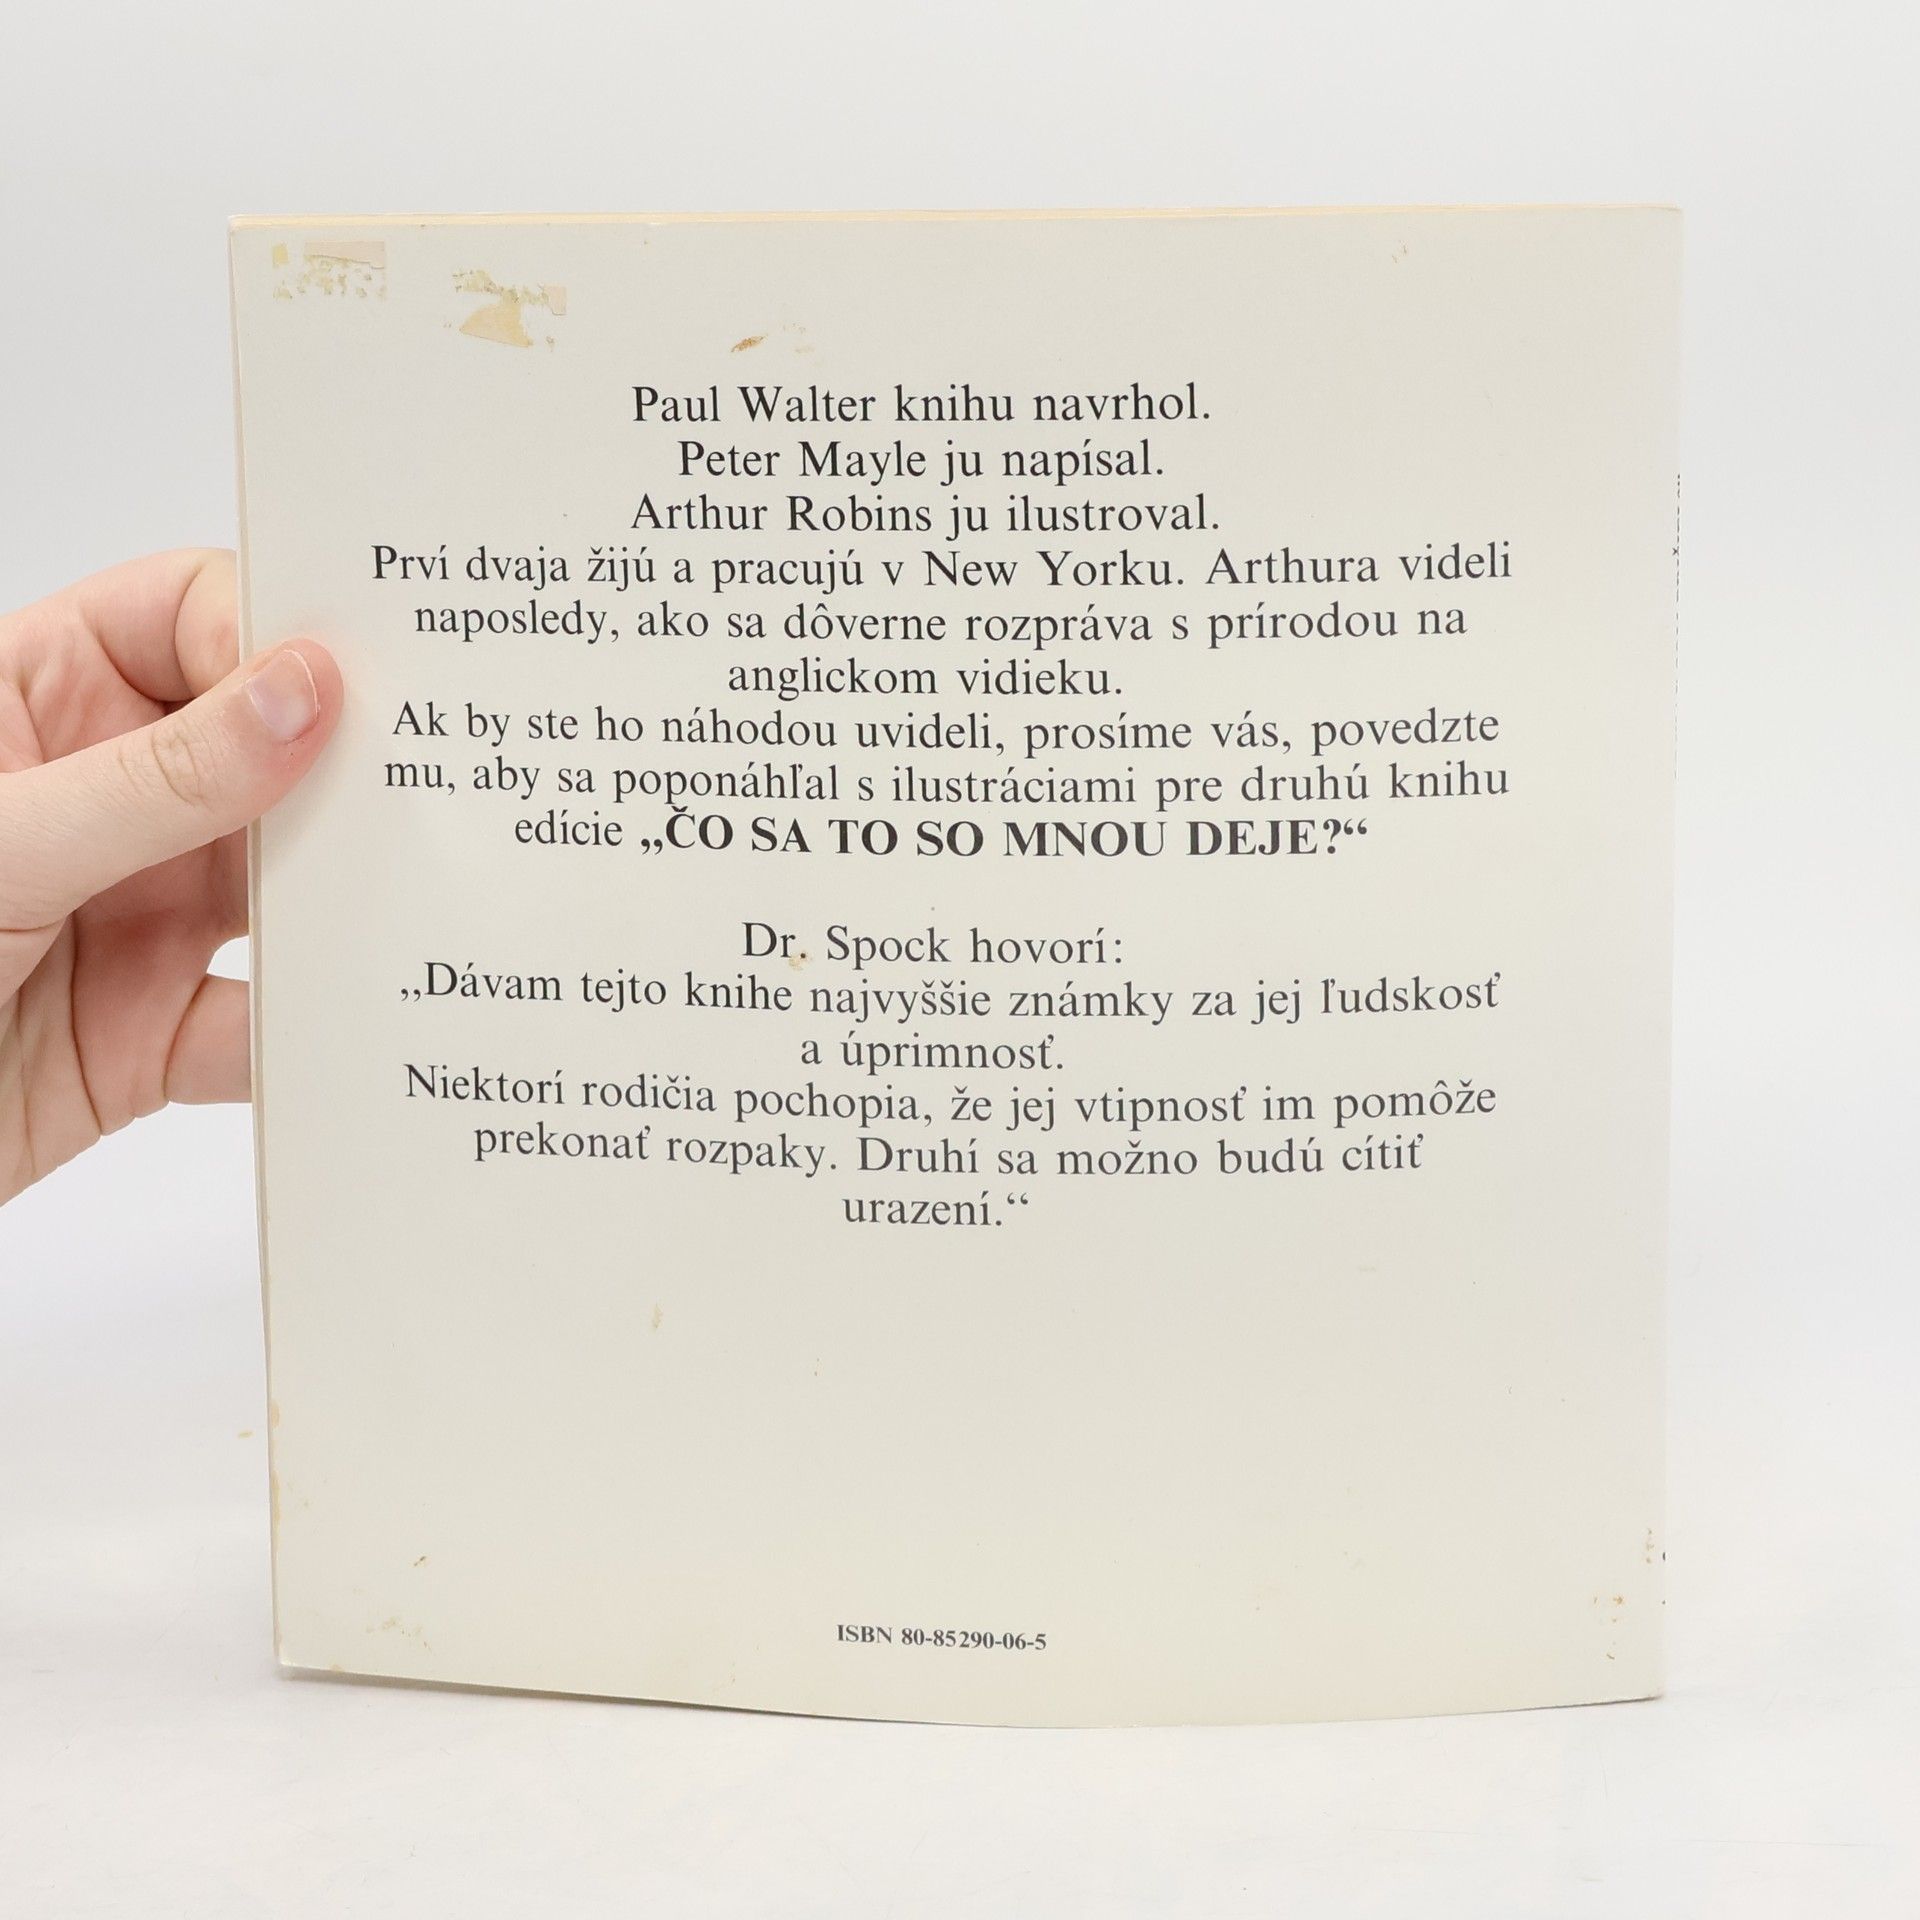 Paul Walter knihu navrhol.
Peter Mayle ju napísal.
Arthur Robins ju ilustroval.
Prví dvaja žijú a pracujú v New Yorku. Arthura videli
naposledy, ako sa dôverne rozpráva s prírodou na
anglickom vidieku.
Ak by ste ho náhodou uvideli, prosíme vás, povedzte
mu, aby sa poponáhľal s ilustráciami pre druhú knihu
edície „ČO SA TO SO MNOU DEJE?“
Dr. Spock hovorí:
„Dávam tejto knihe najvyššie známky za jej ľudskosť
a úprimnosť.
Niektorí rodičia pochopia, že jej vtipnosť im pomôže
prekonať rozpaky. Druhí sa možno budú cítiť
urazení.“
ISBN 80-85290-06-5